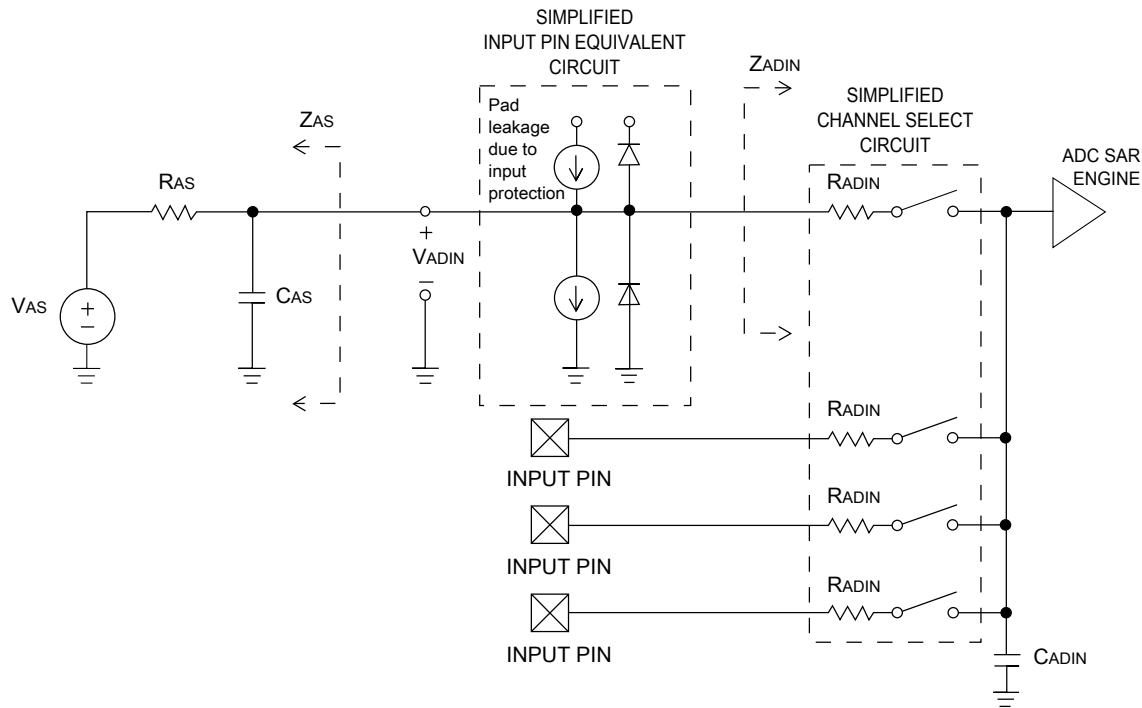 SIMPLIFIED
INPUT PIN EQUIVALENT
CIRCUIT
Pad
leakage
due to
input
protection
ZAS
RAS
VAS
+
–
CAS
+
VADIN
–
ZADIN
SIMPLIFIED
CHANNEL SELECT
CIRCUIT
RADIN
ADC SAR
ENGINE
RADIN
INPUT PIN
RADIN
INPUT PIN
RADIN
INPUT PIN
CADIN